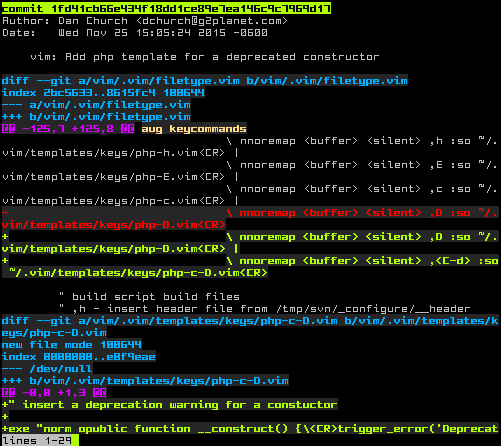 commit 1fd41cb66e434f18dd1ce89e7ea146c9c7969d17
Author: Dan Church <dchurch@g2planet.com>
Date:   Wed Nov 25 15:05:24 2015 -0600
vim: Add php template for a deprecated constructor
diff --git a/vim/.vim/filetype.vim b/vim/.vim/filetype.vim
index 2bc5633..8615fc4 100644
--- a/vim/.vim/filetype.vim
+++ b/vim/.vim/filetype.vim
@@ -125,7 +125,8 @@ aug keycommands
\ nnoremap <buffer> <silent> ,h :so ~/.
vim/templates/keys/php-h.vim<CR> |
\ nnoremap <buffer> <silent> ,E :so ~/.
vim/templates/keys/php-E.vim<CR> |
\ nnoremap <buffer> <silent> ,c :so ~/.
vim/templates/keys/php-c.vim<CR> |
-                              \ nnoremap <buffer> <silent> ,D :so ~/.
vim/templates/keys/php-D.vim<CR>
+                              \ nnoremap <buffer> <silent> ,D :so ~/.
vim/templates/keys/php-D.vim<CR> |
+                              \ nnoremap <buffer> <silent> ,<C-d> :so
~/.vim/templates/keys/php-c-D.vim<CR>
" build script build files
" ,h - insert header file from /tmp/svn/_configure/__header
diff --git a/vim/.vim/templates/keys/php-c-D.vim b/vim/.vim/templates/k
eys/php-c-D.vim
new file mode 100644
index 0000000..e0f9eae
--- /dev/null
+++ b/vim/.vim/templates/keys/php-c-D.vim
@@ -0,0 +1,3 @@
+" insert a deprecation warning for a constuctor
+
+exe "norm opublic function __construct() {\<CR>trigger_error('Deprecat
lines 1-29